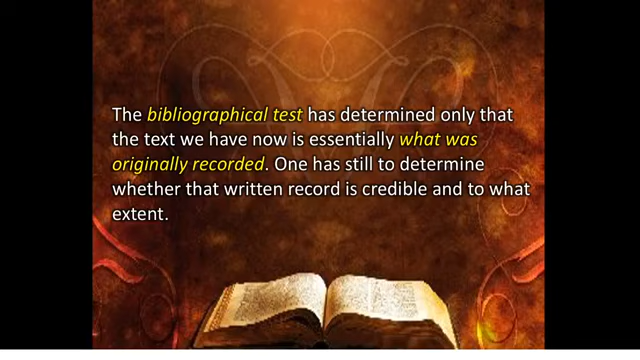 The bibliographical test has determined only that
the text we have now is essentially what was
originally recorded. One has still to determine
whether that written record is credible and to what
extent.